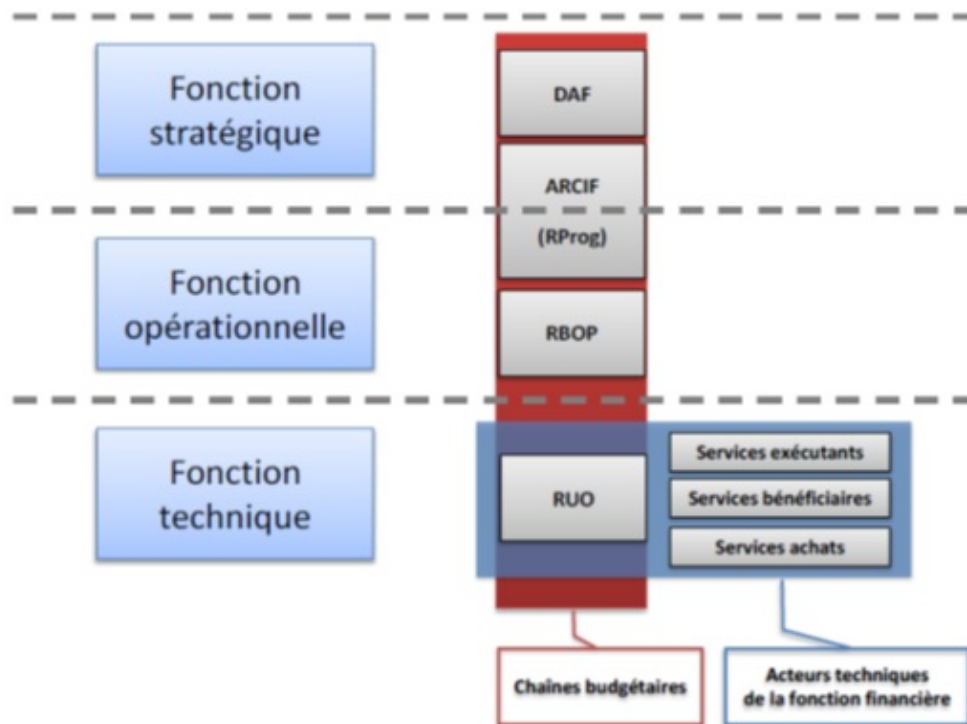 Fonction
stratégique
DAF
ARCIF
(RProg)
Fonction
opérationnelle
RBOP
Fonction
technique
RUO
Services exécutants
Services bénéficiaires
Services achats
Chaînes budgétaires
Acteurs techniques
de la fonction financière